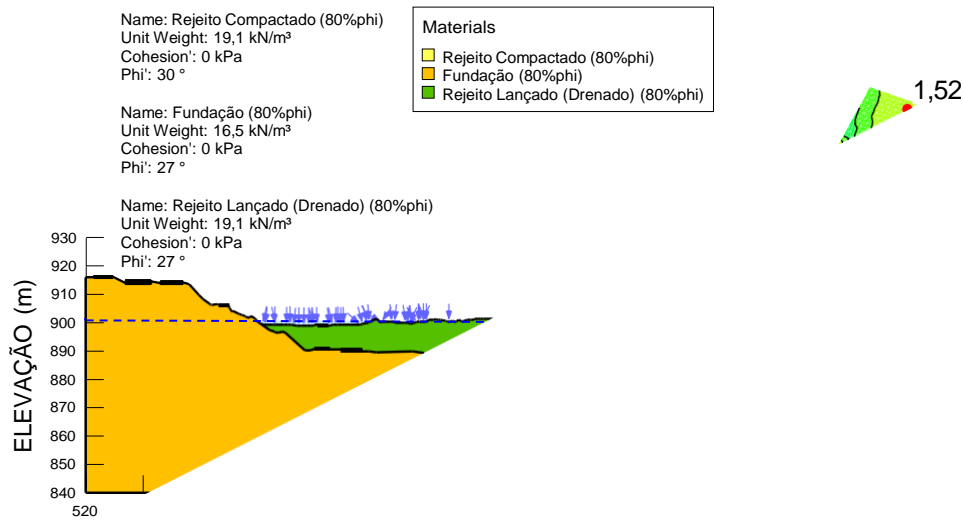 Name: Rejeito Compactado (80%phi)
Unit Weight: 19,1 kN/m³
Cohesion': 0 kPa
Phi': 30 °
Name: Fundação (80%phi)
Unit Weight: 16,5 kN/m³
Cohesion': 0 kPa
Phi': 27 °
Name: Rejeito Lançado (Drenado) (80%phi)
Unit Weight: 19,1 kN/m³
Cohesion': 0 kPa
Phi': 27 °
Materials
Rejeito Compactado (80%phi)
Fundação (80%phi)
Rejeito Lançado (Drenado) (80%phi)
1,52
ELEVAÇÃO (m)
930
920
910
900
890
880
870
860
850
840
520